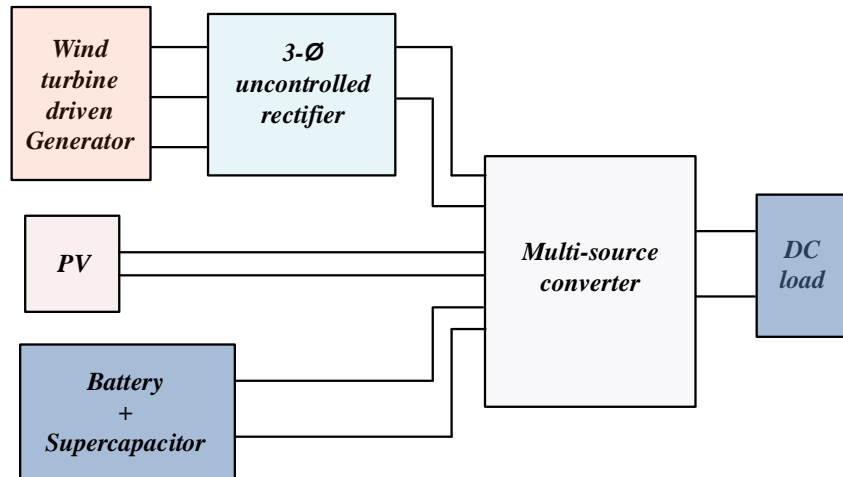 Wind
turbine
driven
Generator
3-Ø
uncontrolled
rectifier
PV
Battery
+
Supercapacitor
Multi-source
converter
DC
load